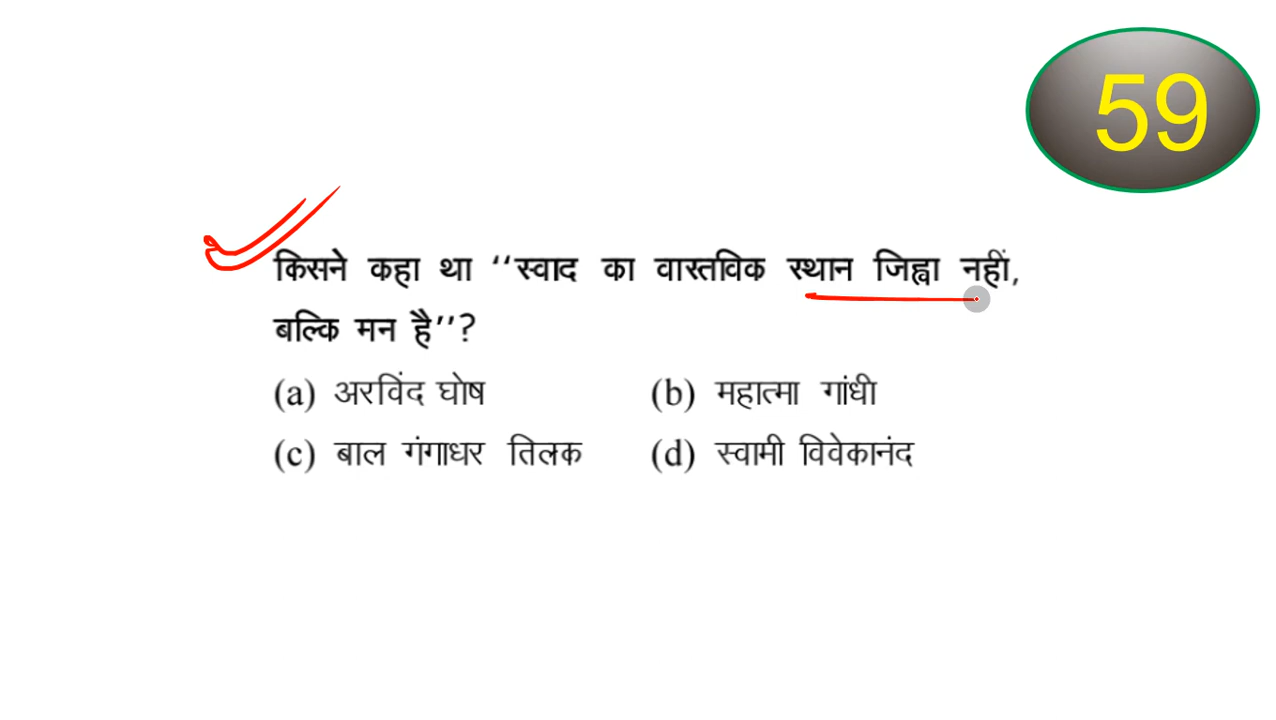 59
किसने कहा था ‘‘स्वाद का वास्तविक स्थान जिह्वा नहीं,
बल्कि मन है’’?
(a) अरविंद घोष (b) महात्मा गांधी
(c) बाल गंगाधर तिलक (d) स्वामी विवेकानंद